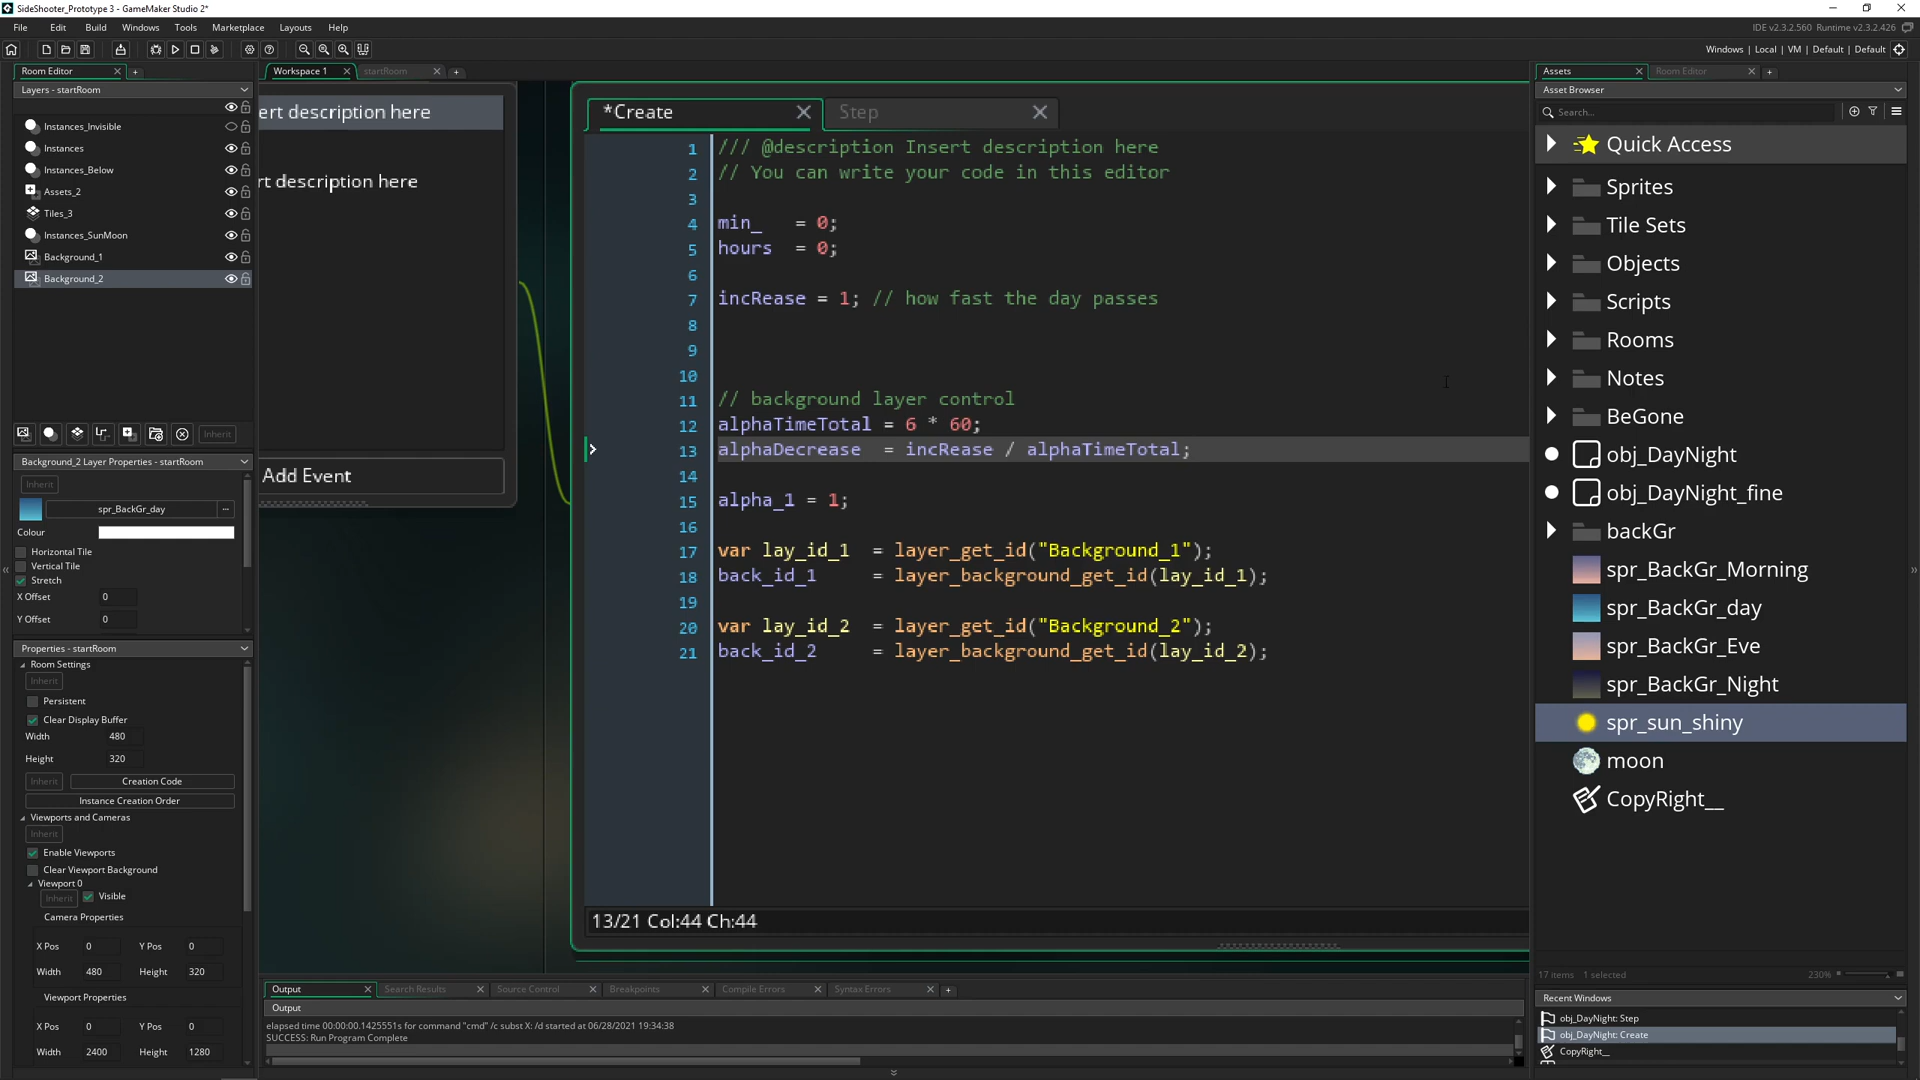 SideShooter_Prototype 3 - GameMaker Studio 2*
File Edit Build Windows Tools Marketplace Layouts Help
IDE v2.3.2.560 Runtime v2.3.2.426
Windows | Local | VM | Default | Default
Room Editor
Layers - startRoom
Instances_Invisible
Instances
Instances_Below
Assets_2
Tiles_3
Instances_SunMoon
Background_1
Background_2
Inherit
Background_2 Layer Properties - startRoom
Inherit
spr_BackGr_day ...
Colour
Horizontal Tile
Vertical Tile
Stretch
X Offset 0
Y Offset 0
Properties - startRoom
Room Settings
Inherit
Persistent
Clear Display Buffer
Width 480
Height 320
Inherit Creation Code
Instance Creation Order
Viewports and Cameras
Inherit
Enable Viewports
Clear Viewport Background
Viewport 0
Inherit Visible
Camera Properties
X Pos 0 Y Pos 0
Width 480 Height 320
Viewport Properties
X Pos 0 Y Pos 0
Width 2400 Height 1280
Workspace 1 startRoom
ert description here
rt description here
Add Event
*Create Step
1 /// @description Insert description here
2 // You can write your code in this editor
3
4 min_ = 0;
5 hours = 0;
6
7 incRease = 1; // how fast the day passes
8
9
10
11 // background layer control
12 alphaTimeTotal = 6 * 60;
13 alphaDecrease = incRease / alphaTimeTotal;
14
15 alpha_1 = 1;
16
17 var lay_id_1 = layer_get_id("Background_1");
18 back_id_1 = layer_background_get_id(lay_id_1);
19
20 var lay_id_2 = layer_get_id("Background_2");
21 back_id_2 = layer_background_get_id(lay_id_2);
13/21 Col:44 Ch:44
Output Search Results Source Control Breakpoints Compile Errors Syntax Errors
Output
elapsed time 00:00:00.1425551s for command "cmd" /c subst X: /d started at 06/28/2021 19:34:38
SUCCESS: Run Program Complete
Assets Room Editor
Asset Browser
Search...
Quick Access
Sprites
Tile Sets
Objects
Scripts
Rooms
Notes
BeGone
obj_DayNight
obj_DayNight_fine
backGr
spr_BackGr_Morning
spr_BackGr_day
spr_BackGr_Eve
spr_BackGr_Night
spr_sun_shiny
moon
CopyRight__
17 items 1 selected 230%
Recent Windows
obj_DayNight: Step
obj_DayNight: Create
CopyRight__